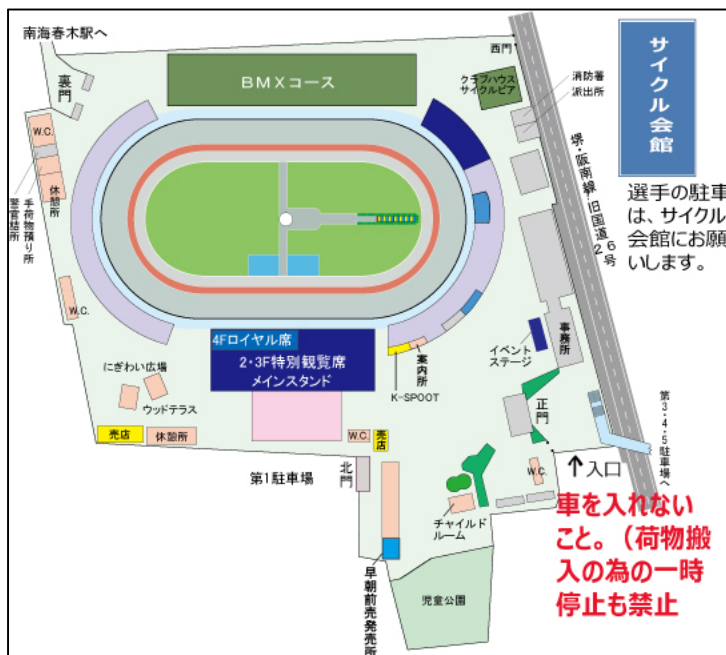 南海春木駅へ
裏門
W.C.
休憩所
手荷物預り所
警官詰所
W.C.
BMXコース
西門
クラブハウス
サイクルピア
消防署
派出所
サイクル会館
選手の駐車
は、サイクル
会館にお願
いします。
堺・阪南線・旧国道26号
4Fロイヤル席
2・3F特別観覧席
メインスタンド
案内所
K-SPOOT
イベント
ステージ
事務所
にぎわい広場
ウッドテラス
売店
休憩所
W.C.
売店
正門
第3・4・5駐車場へ
第1駐車場
北門
W.C.
↑入口
チャイルド
ルーム
早朝前売発売所
児童公園
車を入れない
こと。（荷物搬
入の為の一時
停止も禁止